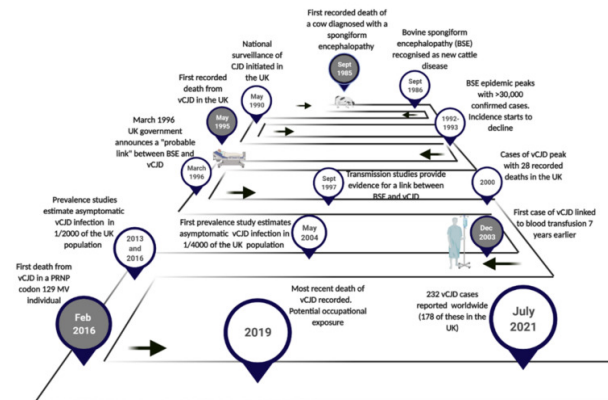 First recorded death of
a cow diagnosed with a
spongiform
encephalopathy
Sept
1985
Bovine spongiform
encephalopathy (BSE)
recognised as new cattle
disease
Sept
1986
National
surveillance of
CJD initiated in
the UK
May
1990
BSE epidemic peaks
with >30,000
confirmed cases.
Incidence starts to
decline
1992-
1993
First recorded
death from
vCJD in the UK
May
1995
March 1996
UK government
announces a "probable
link" between BSE and
vCJD
March
1996
Sept
1997
Transmission studies provide
evidence for a link between
BSE and vCJD
Cases of vCJD peak
with 28 recorded
deaths in the UK
2000
First case of vCJD linked
to blood transfusion 7
years earlier
Dec
2003
First prevalence study estimates
asymptomatic vCJD infection in
1/4000 of the UK population
May
2004
Prevalence studies
estimate asymptomatic
vCJD infection in
1/2000 of the UK
population
2013
and
2016
First death from
vCJD in a PRNP
codon 129 MV
individual
Feb
2016
Most recent death of
vCJD recorded.
Potential occupational
exposure
2019
232 vCJD cases
reported worldwide
(178 of these in the
UK)
July
2021